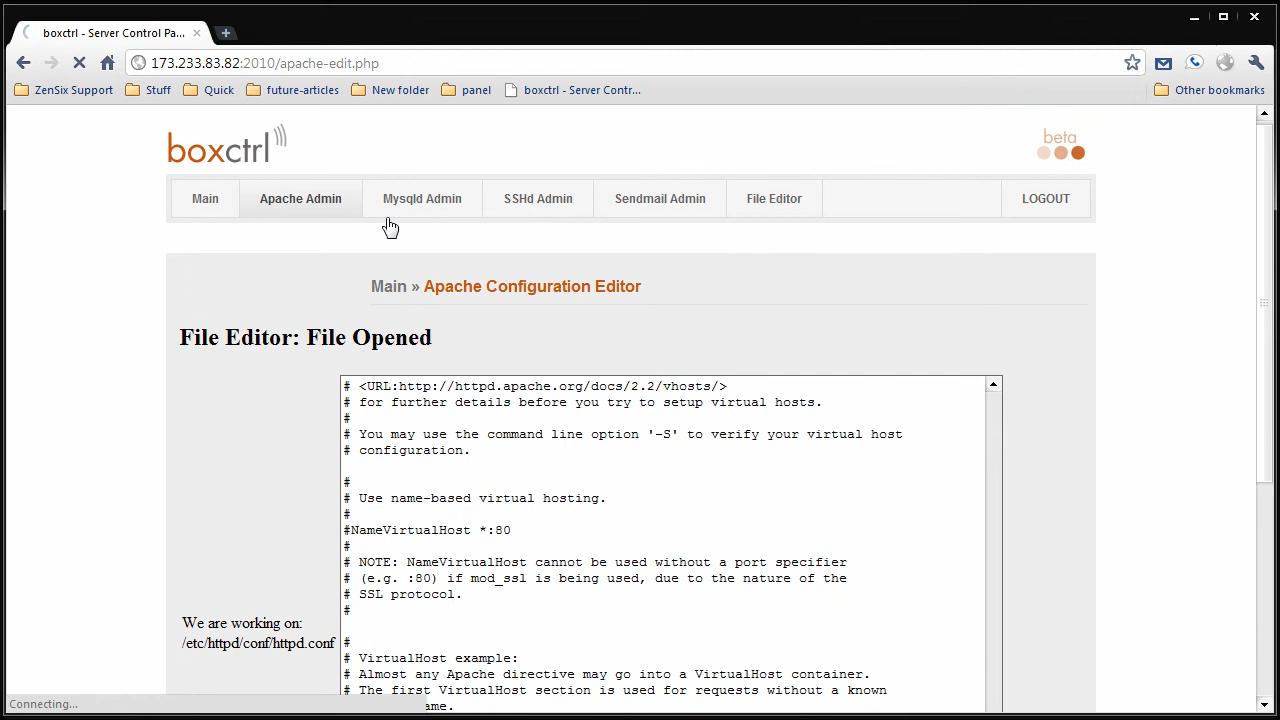 boxctrl - Server Control Pa...
173.233.83.82:2010/apache-edit.php
ZenSix Support
Stuff
Quick
future-articles
New folder
panel
boxctrl - Server Contr...
Other bookmarks
boxctrl
beta
Main
Apache Admin
Mysqld Admin
SSHd Admin
Sendmail Admin
File Editor
LOGOUT
Main » Apache Configuration Editor
File Editor: File Opened
# <URL:http://httpd.apache.org/docs/2.2/vhosts/>
# for further details before you try to setup virtual hosts.
#
# You may use the command line option '-S' to verify your virtual host
# configuration.
#
# Use name-based virtual hosting.
#
#NameVirtualHost *:80
#
# NOTE: NameVirtualHost cannot be used without a port specifier
# (e.g. :80) if mod_ssl is being used, due to the nature of the
# SSL protocol.
#
#
# VirtualHost example:
# Almost any Apache directive may go into a VirtualHost container.
# The first VirtualHost section is used for requests without a known
We are working on:
/etc/httpd/conf/httpd.conf
Connecting...